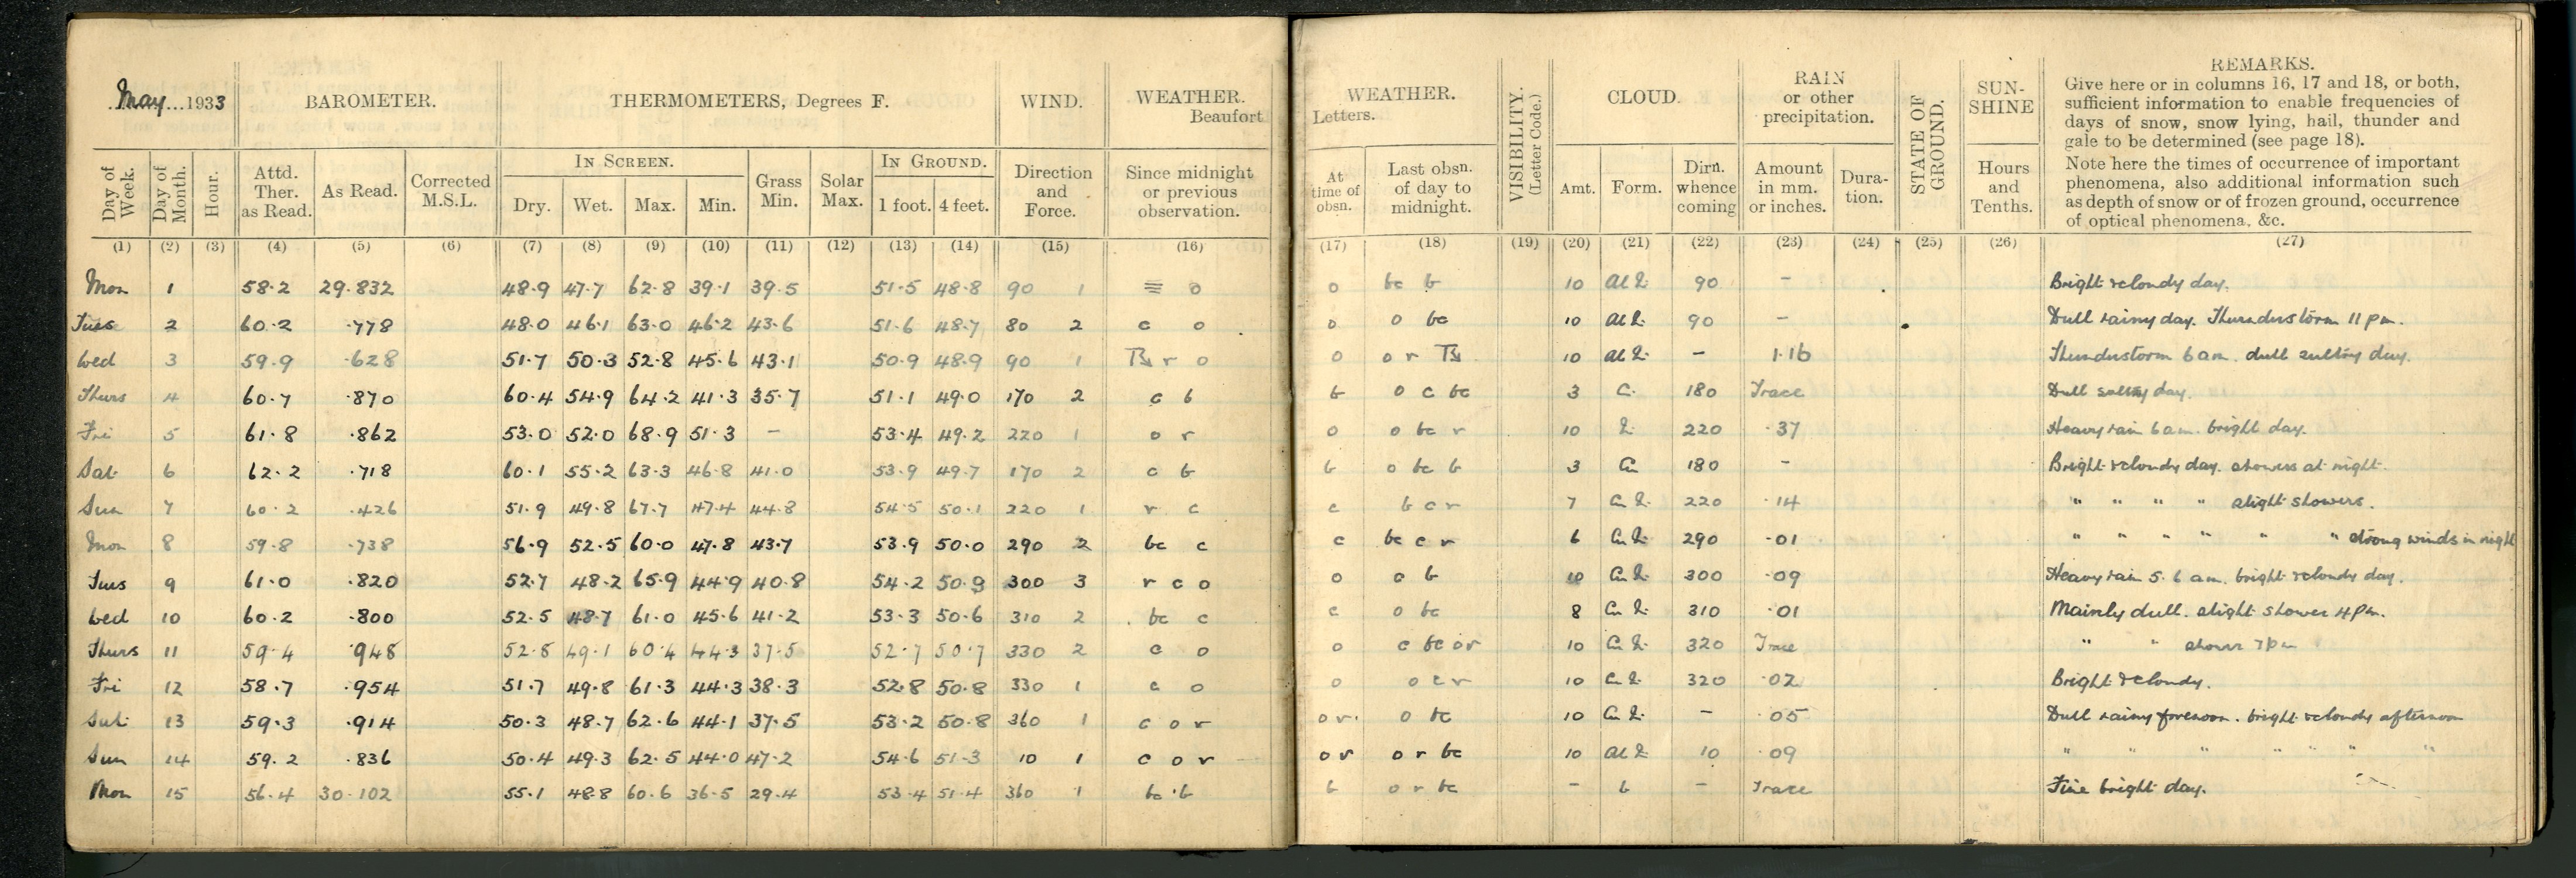 May 1933
BAROMETER.
THERMOMETERS, Degrees F.
WIND.
WEATHER.
Beaufort
WEATHER.
Letters.
VISIBILITY.
(Letter Code.)
CLOUD.
RAIN
or other
precipitation.
STATE OF
GROUND.
SUN-
SHINE
REMARKS.
Give here or in columns 16, 17 and 18, or both,
sufficient information to enable frequencies of
days of snow, snow lying, hail, thunder and
gale to be determined (see page 18).
Note here the times of occurrence of important
phenomena, also additional information such
as depth of snow or of frozen ground, occurrence
of optical phenomena, &c.
Day of Week.
Day of Month.
Hour.
Attd. Ther. as Read.
As Read.
Corrected M.S.L.
IN SCREEN.
Dry. Wet. Max. Min.
Grass Min.
Solar Max.
IN GROUND.
1 foot. 4 feet.
Direction and Force.
Since midnight or previous observation.
At time of obsn.
Last obsn. of day to midnight.
Amt. Form. Dirn. whence coming
Amount in mm. or inches.
Dura- tion.
Hours and Tenths.
(1) (2) (3) (4) (5) (6) (7) (8) (9) (10) (11) (12) (13) (14) (15) (16) (17) (18) (19) (20) (21) (22) (23) (24) (25) (26) (27)
Mon 1 58.2 29.832 48.9 47.7 62.8 39.1 39.5 51.5 48.8 90 1 ≡ o o bc b 10 90 - Bright & cloudy day.
Tues 2 60.2 .778 48.0 46.1 63.0 46.2 43.6 51.6 48.7 80 2 c o o o bc 10 90 - Dull rainy day. Thunderstorm 11 pm.
Wed 3 59.9 .628 51.7 50.3 52.8 45.6 43.1 50.9 48.9 90 1 r o o o r 10 - 1.16 Thunderstorm 6 am. dull sultry day.
Thurs 4 60.7 .870 60.4 54.9 64.2 41.3 35.7 51.1 49.0 170 2 c b b o c bc 3 C. 180 Trace Dull sultry day.
Fri 5 61.8 .862 53.0 52.0 68.9 51.3 - 53.4 49.2 220 1 o r o o bc r 10 220 .37 Heavy rain 6 am. bright day.
Sat 6 62.2 .718 60.1 55.2 63.3 46.8 41.0 53.9 49.7 170 2 c b b o bc b 3 Cu 180 - Bright & cloudy day. showers at night.
Sun 7 60.2 .426 51.9 49.8 67.7 47.4 44.8 54.5 50.1 220 1 r c c b c r 7 Cu 220 .14 " " " " slight showers.
Mon 8 59.8 .738 56.9 52.5 60.0 47.8 43.7 53.9 50.0 290 2 bc c c bc c r 6 Cu 290 .01 " " " " " " strong winds in night
Tues 9 61.0 .820 52.7 48.2 65.9 44.9 40.8 54.2 50.9 300 3 r c o o c b 10 Cu 300 .09 Heavy rain 5.6 am. bright & cloudy day.
Wed 10 60.2 .800 52.5 48.7 61.0 45.6 41.2 53.3 50.6 310 2 bc c c o bc 8 Cu 310 .01 Mainly dull. slight shower 4 pm.
Thurs 11 59.4 .948 52.8 49.1 60.4 44.3 37.5 52.7 50.7 330 2 c o o c bc or 10 Cu 320 Trace " " shower 7 pm
Fri 12 58.7 .954 51.7 49.8 61.3 44.3 38.3 52.8 50.8 330 1 c o o o c r 10 Cu 320 .02 Bright & cloudy.
Sat 13 59.3 .914 50.3 48.7 62.6 44.1 37.5 53.2 50.8 360 1 c o r or. o bc 10 Cu - .05 Dull rainy forenoon. bright & cloudy afternoon
Sun 14 59.2 .836 50.4 49.3 62.5 44.0 47.2 54.6 51.3 10 1 c o r or o r bc 10 10 .09 " " " " " "
Mon 15 56.4 30.102 55.1 48.8 60.6 36.5 29.4 53.4 51.4 360 1 bc b b o r bc - b - Trace Fine bright day.